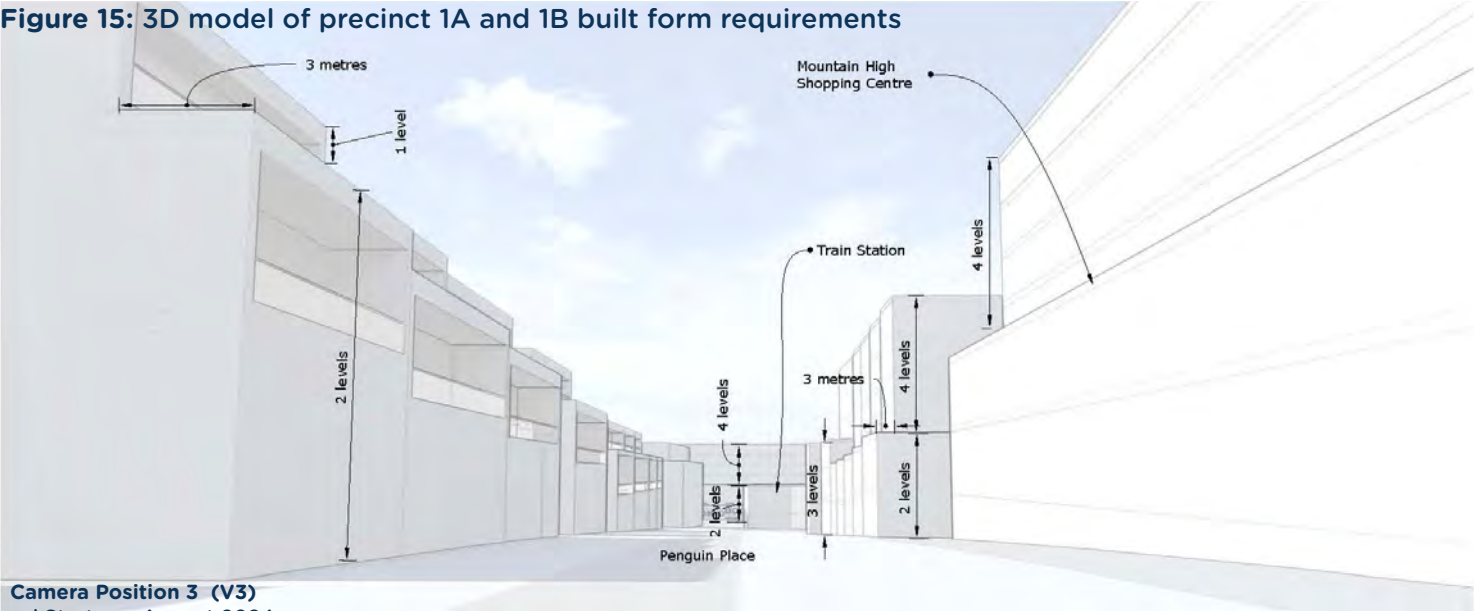 Figure 15: 3D model of precinct 1A and 1B built form requirements
3 metres
1 level
2 levels
Mountain High
Shopping Centre
Train Station
4 levels
4 levels
3 metres
4 levels
2 levels
3 levels
2 levels
Penguin Place
Camera Position 3 (V3)